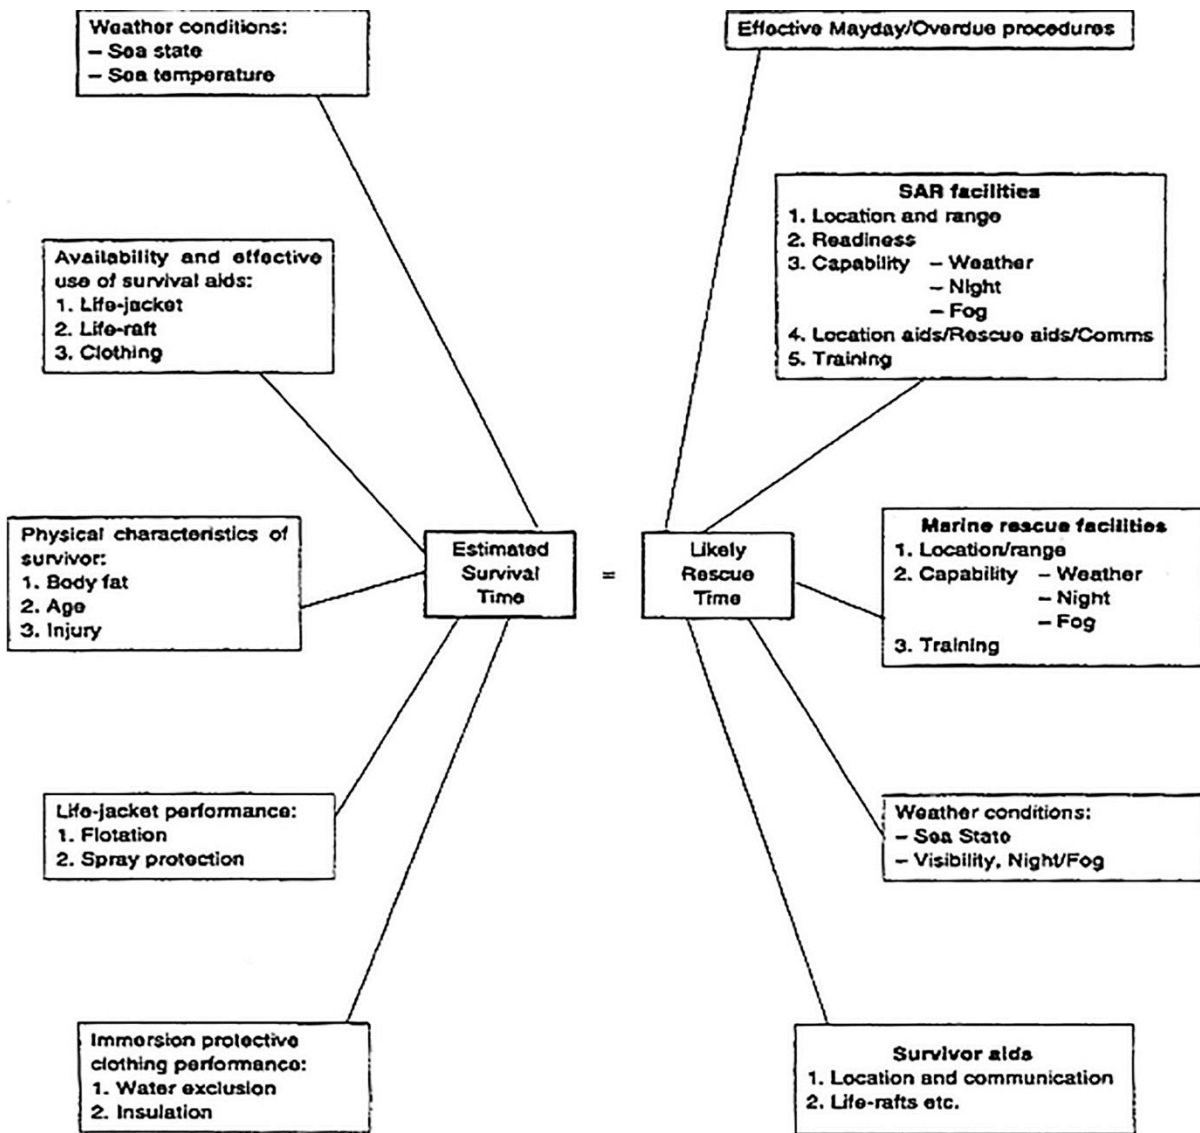 Weather conditions:
– Sea state
– Sea temperature
Availability and effective
use of survival aids:
1. Life-jacket
2. Life-raft
3. Clothing
Physical characteristics of
survivor:
1. Body fat
2. Age
3. Injury
Life-jacket performance:
1. Flotation
2. Spray protection
Immersion protective
clothing performance:
1. Water exclusion
2. Insulation
Estimated
Survival
Time
=
Likely
Rescue
Time
Effective Mayday/Overdue procedures
SAR facilities
1. Location and range
2. Readiness
3. Capability – Weather
– Night
– Fog
4. Location aids/Rescue aids/Comms
5. Training
Marine rescue facilities
1. Location/range
2. Capability – Weather
– Night
– Fog
3. Training
Weather conditions:
– Sea State
– Visibility, Night/Fog
Survivor aids
1. Location and communication
2. Life-rafts etc.